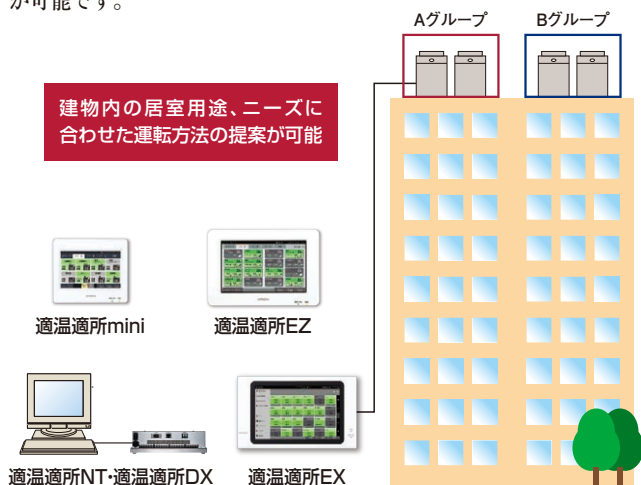 が可能です。
Aグループ
Bグループ
建物内の居室用途、ニーズに
合わせた運転方法の提案が可能
適温適所mini
適温適所EZ
適温適所NT・適温適所DX
適温適所EX